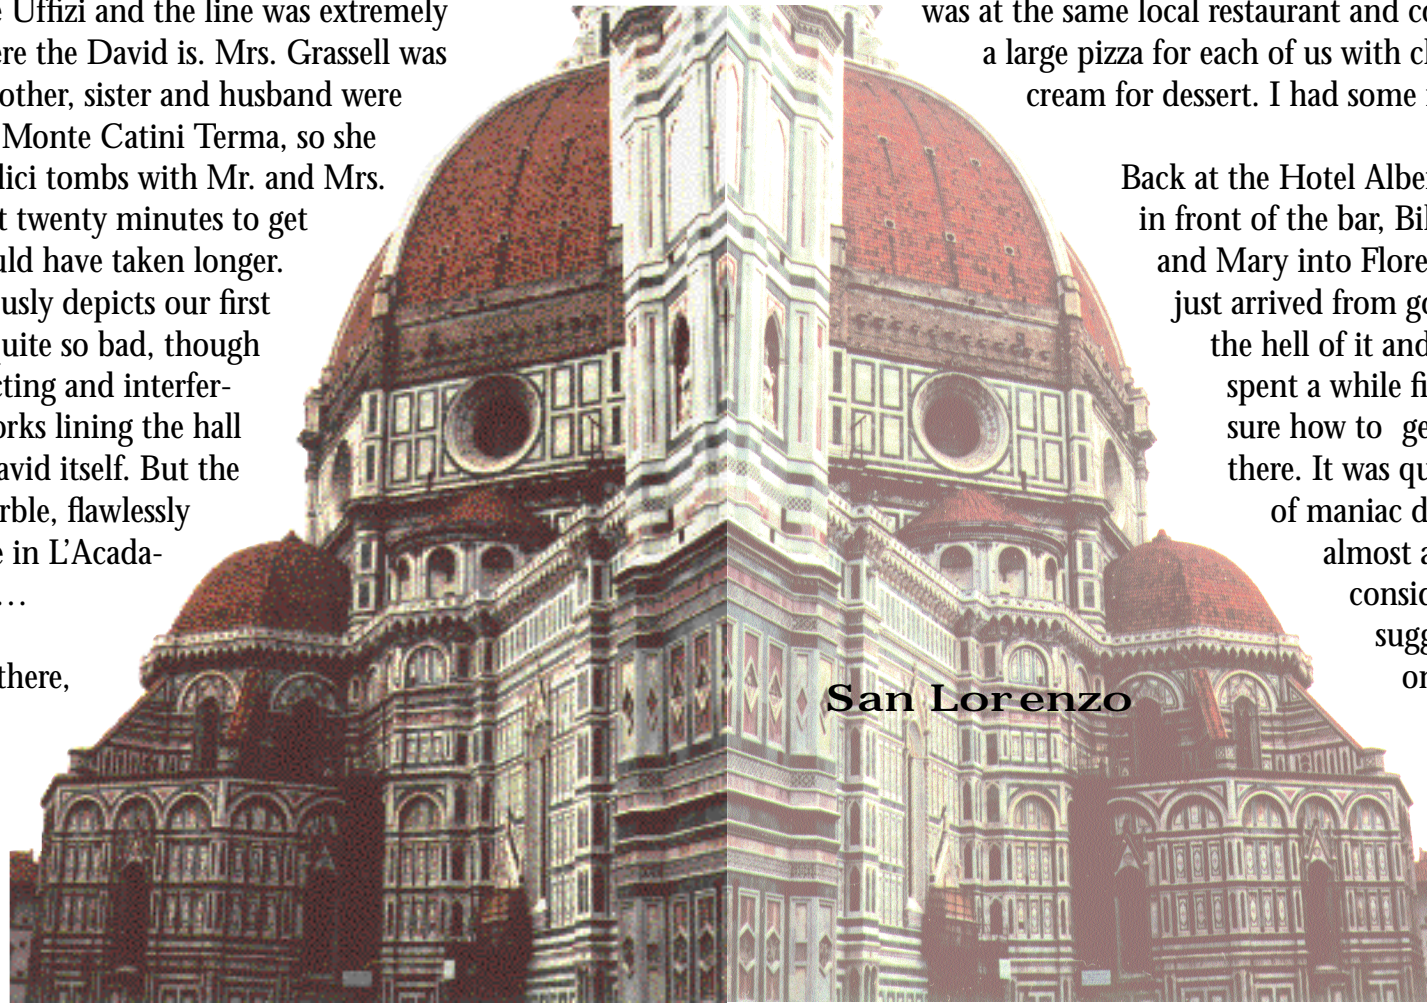 Uffizi and the line was extremely
ere the David is. Mrs. Grassell was
other, sister and husband were
Monte Catini Terma, so she
dici tombs with Mr. and Mrs.
t twenty minutes to get
uld have taken longer.
usly depicts our first
uite so bad, though
cting and interfer-
orks lining the hall
avid itself. But the
rble, flawlessly
e in L’Acada-
…
there,
was at the same local restaurant and co
a large pizza for each of us with ch
cream for dessert. I had some
Back at the Hotel Albe
in front of the bar, Bil
and Mary into Flore
just arrived from go
the hell of it and
spent a while fi
sure how to ge
there. It was qu
of maniac d
almost a
consid
sugg
or
San Lorenzo